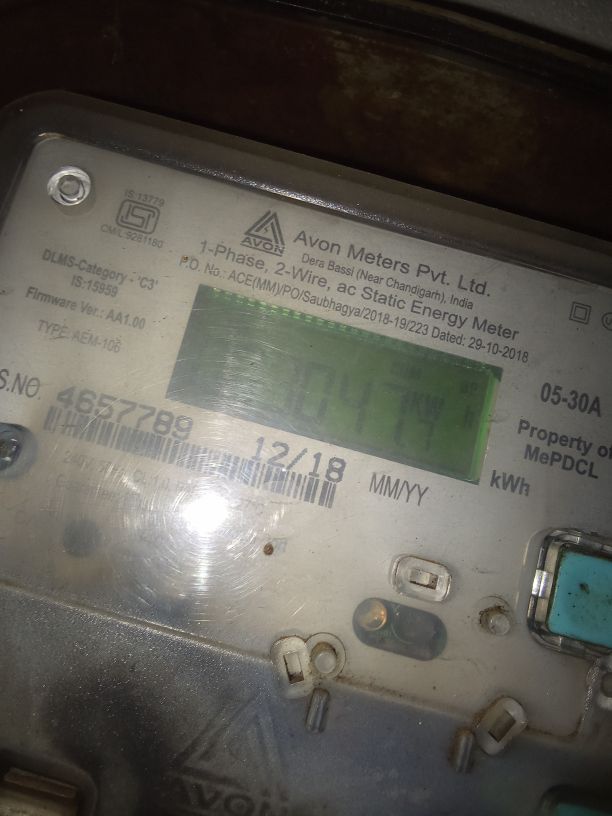 IS:13779
CM/L 9281180
AVON
Avon Meters Pvt. Ltd.
Dera Bassi (Near Chandigarh), India
1-Phase, 2-Wire, ac Static Energy Meter
P.O. No.: ACE(MM)/PO/Saubhagya/2018-19/223 Dated: 29-10-2018
DLMS-Category - 'C3'
IS:15959
Firmware Ver.: AA1.00
TYPE: AEM-106
KW h
05-30A
Property of
MePDCL
S.NO. 4657789
12/18 MM/YY kWh
AVON